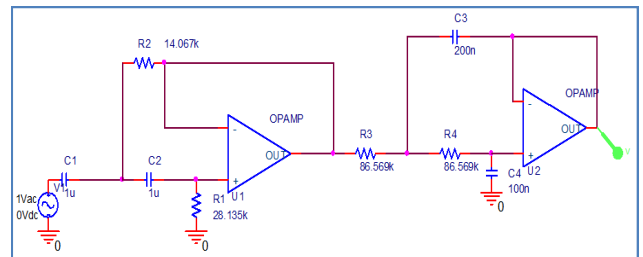 C3
200n
R2 14.067k
OPAMP
OPAMP
-
-
OUT
OUT
R3
86.569k
R4
86.569k
+
+
U1
U2
C1
1u
C2
1u
V1
1Vac
0Vdc
R1
28.135k
C4
100n
0
0
0
V